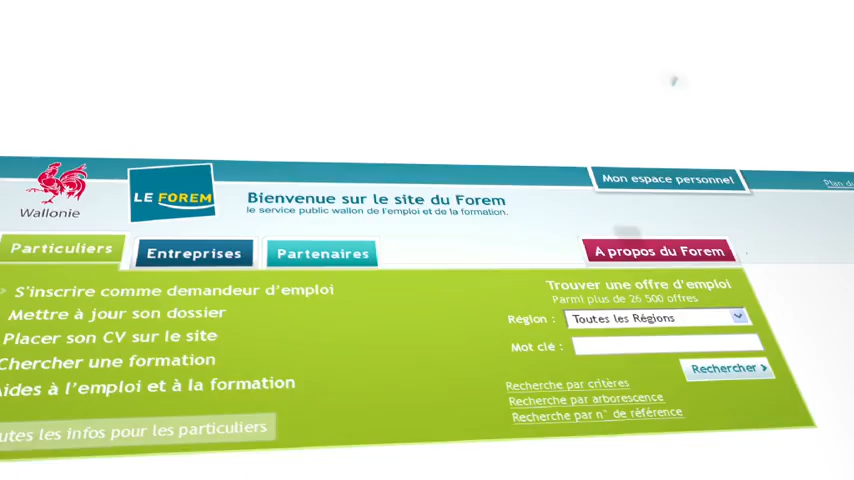 Mon espace personnel
Plan
Wallonie
LE FOREM
Bienvenue sur le site du Forem
le service public wallon de l'emploi et de la formation.
Particuliers
Entreprises
Partenaires
A propos du Forem
S'inscrire comme demandeur d'emploi
Mettre à jour son dossier
Placer son CV sur le site
Chercher une formation
Aides à l'emploi et à la formation
utes les infos pour les particuliers
Trouver une offre d'emploi
Parmi plus de 26 500 offres
Région : Toutes les Régions
Mot clé :
Rechercher
Recherche par critères
Recherche par arborescence
Recherche par n° de référence